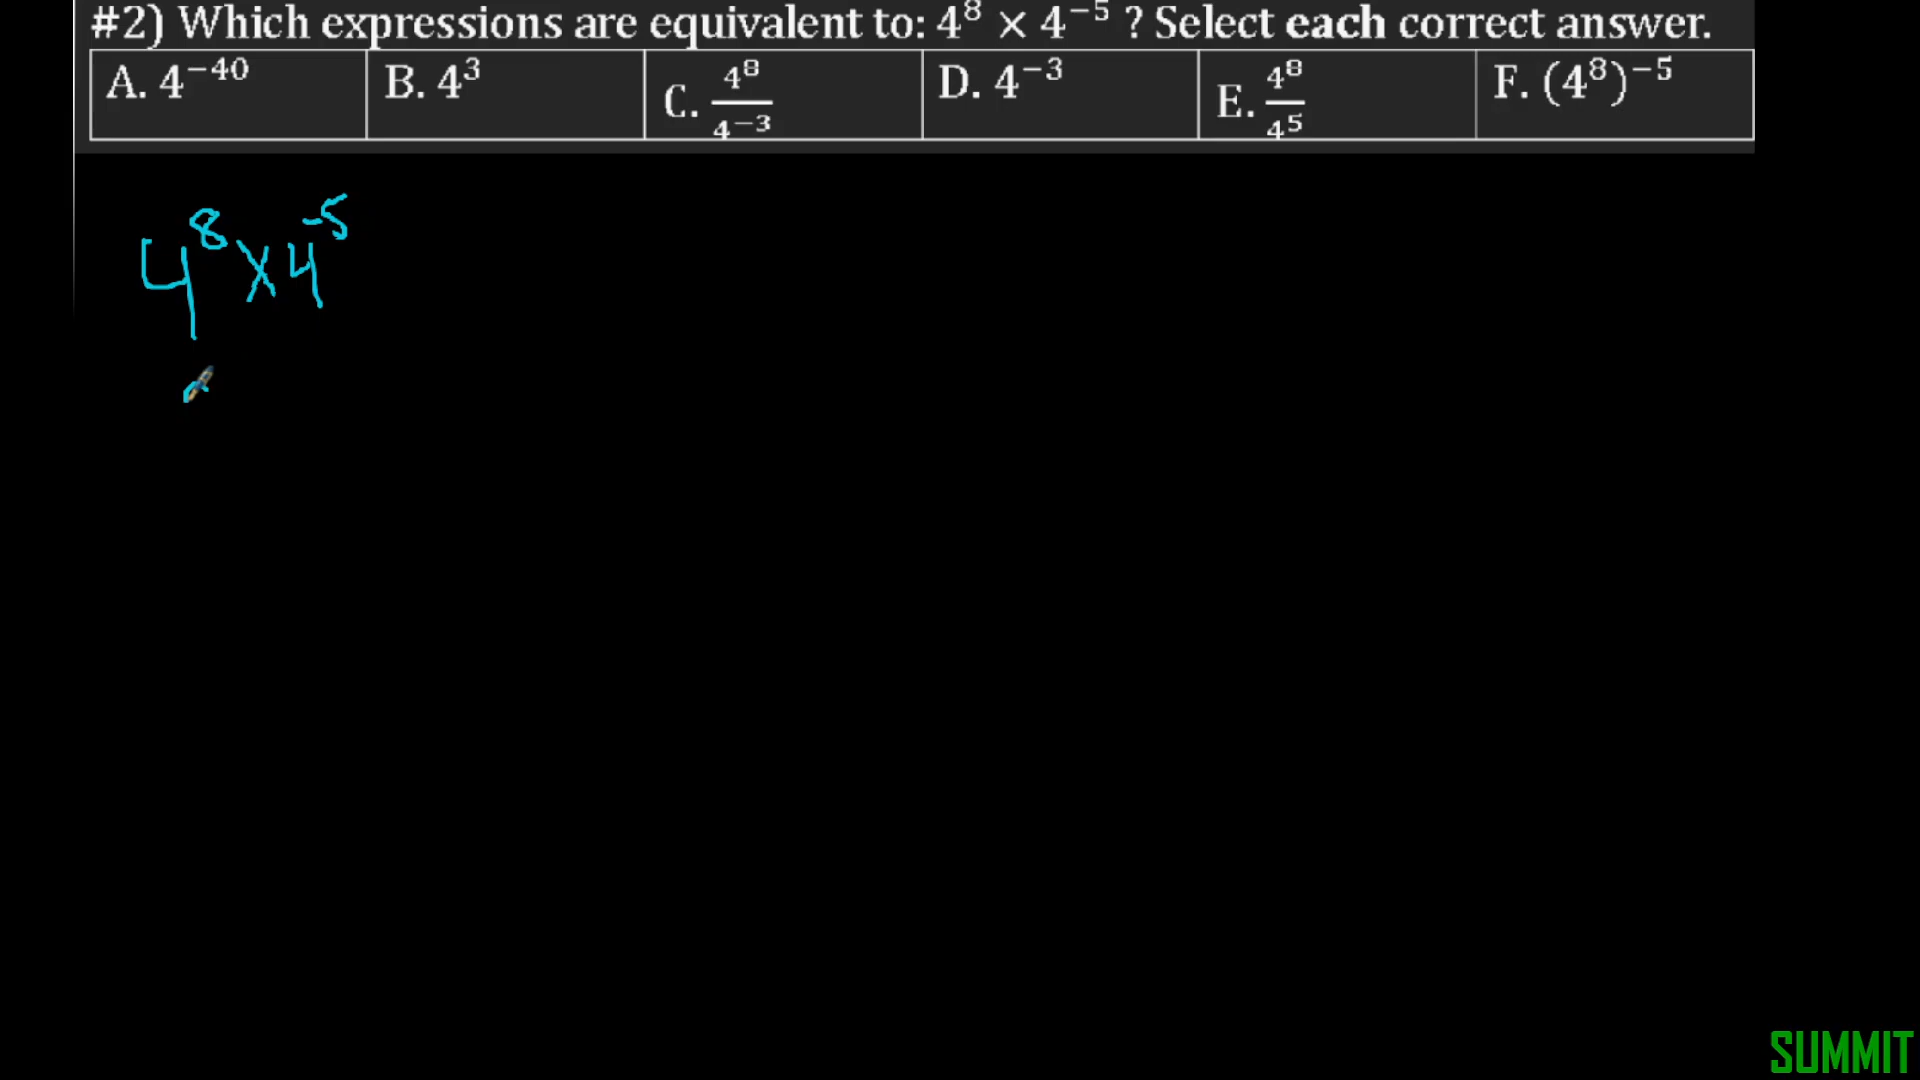 #2) Which expressions are equivalent to: 4⁸ × 4⁻⁵ ? Select each correct answer.
A. 4⁻⁴⁰ B. 4³ C. 4⁸/4⁻³ D. 4⁻³ E. 4⁸/4⁵ F. (4⁸)⁻⁵
4⁸ × 4⁻⁵
SUMMIT